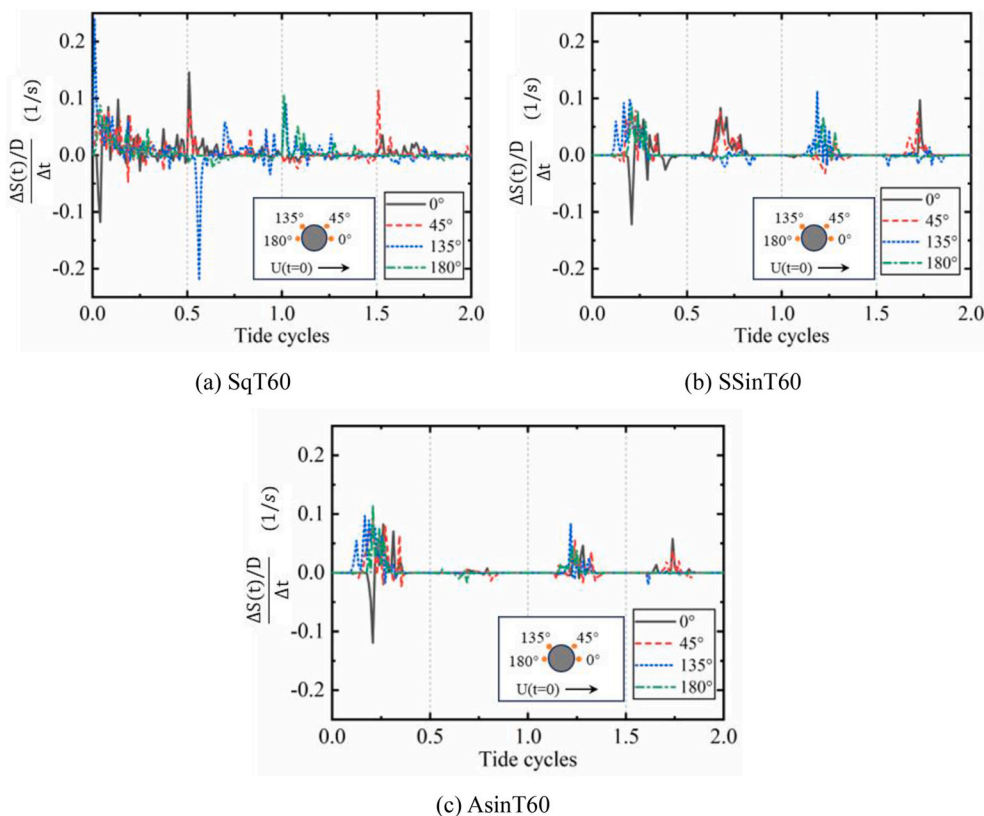 0.2
0.1
0.0
-0.1
-0.2
ΔS(t)/D
Δt
(1/s)
0.0 0.5 1.0 1.5 2.0
Tide cycles
135° 45°
180° 0°
U(t=0)
0°
45°
135°
180°
(a) SqT60
0.2
0.1
0.0
-0.1
-0.2
ΔS(t)/D
Δt
(1/s)
0.0 0.5 1.0 1.5 2.0
Tide cycles
135° 45°
180° 0°
U(t=0)
0°
45°
135°
180°
(b) SSinT60
0.2
0.1
0.0
-0.1
-0.2
ΔS(t)/D
Δt
(1/s)
0.0 0.5 1.0 1.5 2.0
Tide cycles
135° 45°
180° 0°
U(t=0)
0°
45°
135°
180°
(c) AsinT60